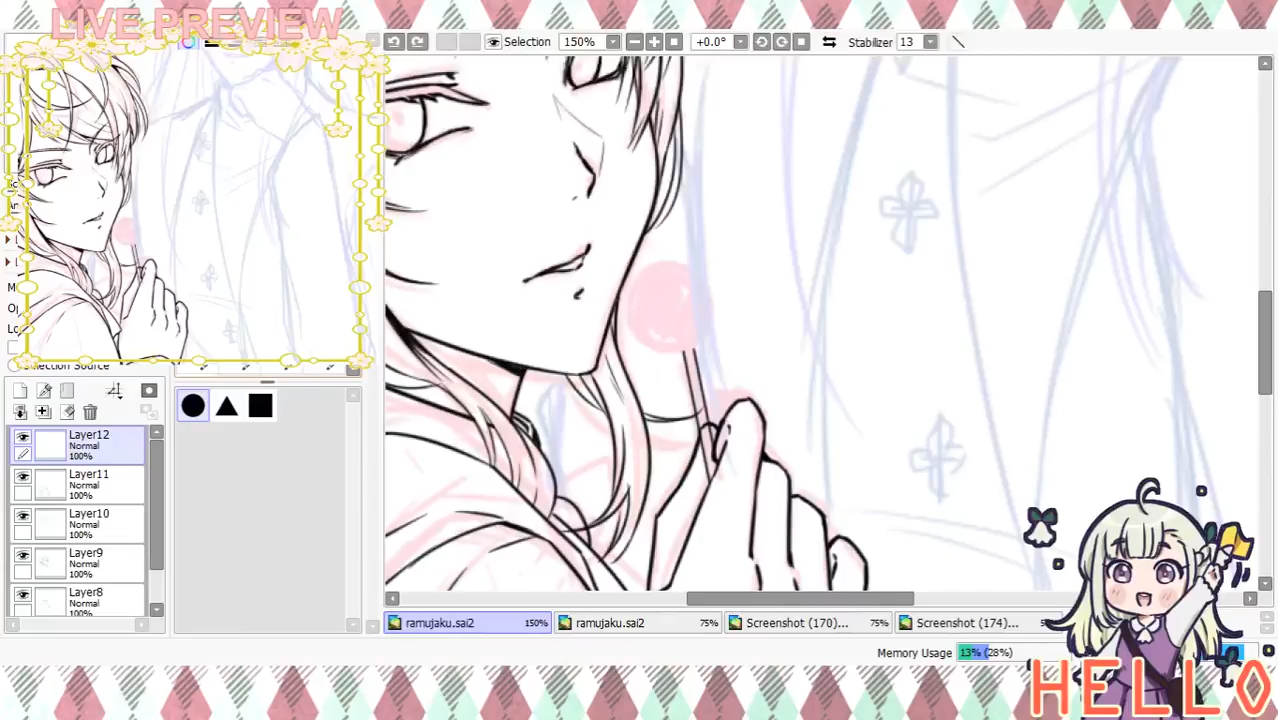 LIVE PREVIEW
Selection
150%
+0.0°
Stabilizer 13
Selection Source
Layer12
Normal
100%
Layer11
Normal
100%
Layer10
Normal
100%
Layer9
Normal
100%
Layer8
Normal
ramujaku.sai2 150%
ramujaku.sai2 75%
Screenshot (170)... 75%
Screenshot (174)...
Memory Usage 13% (28%)
HELLO